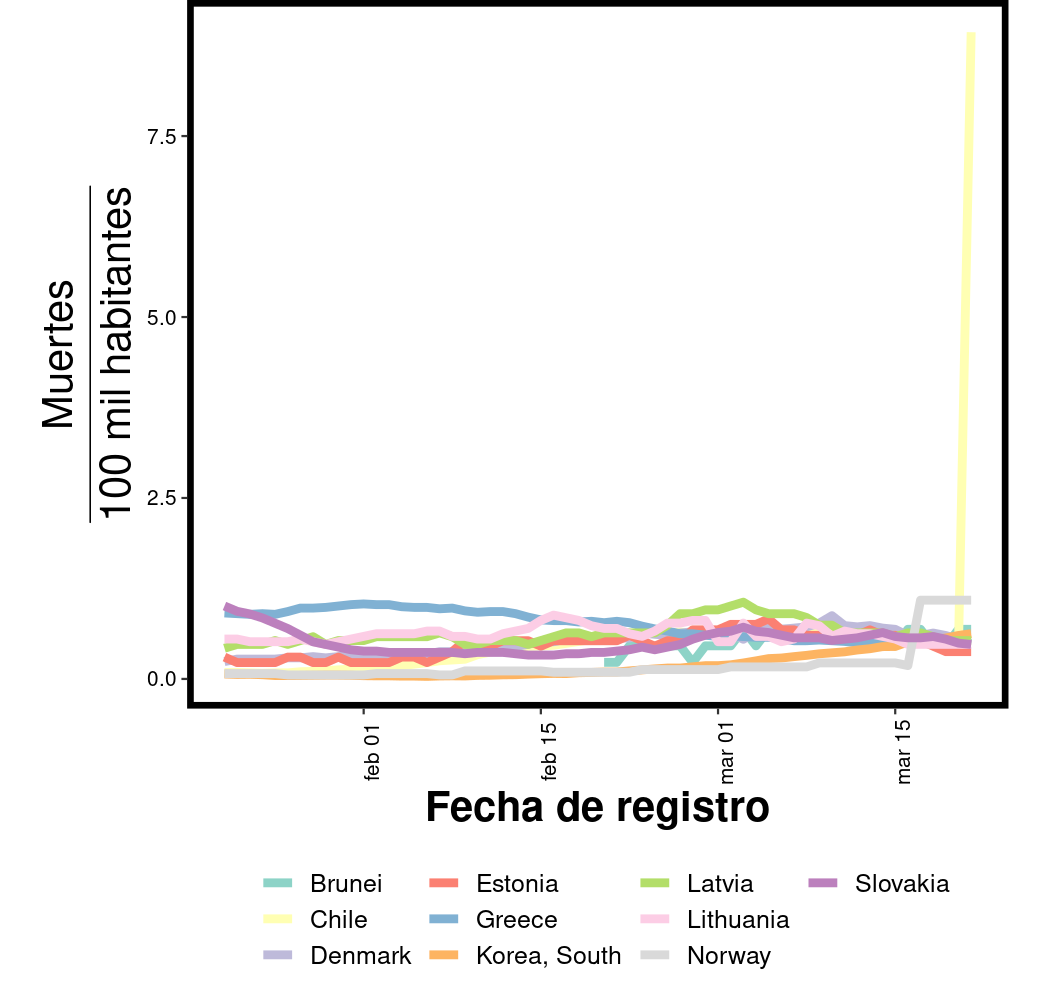 Muertes
100 mil habitantes
7.5
5.0
2.5
0.0
feb 01
feb 15
mar 01
mar 15
Fecha de registro
Brunei
Estonia
Latvia
Slovakia
Chile
Greece
Lithuania
Denmark
Korea, South
Norway